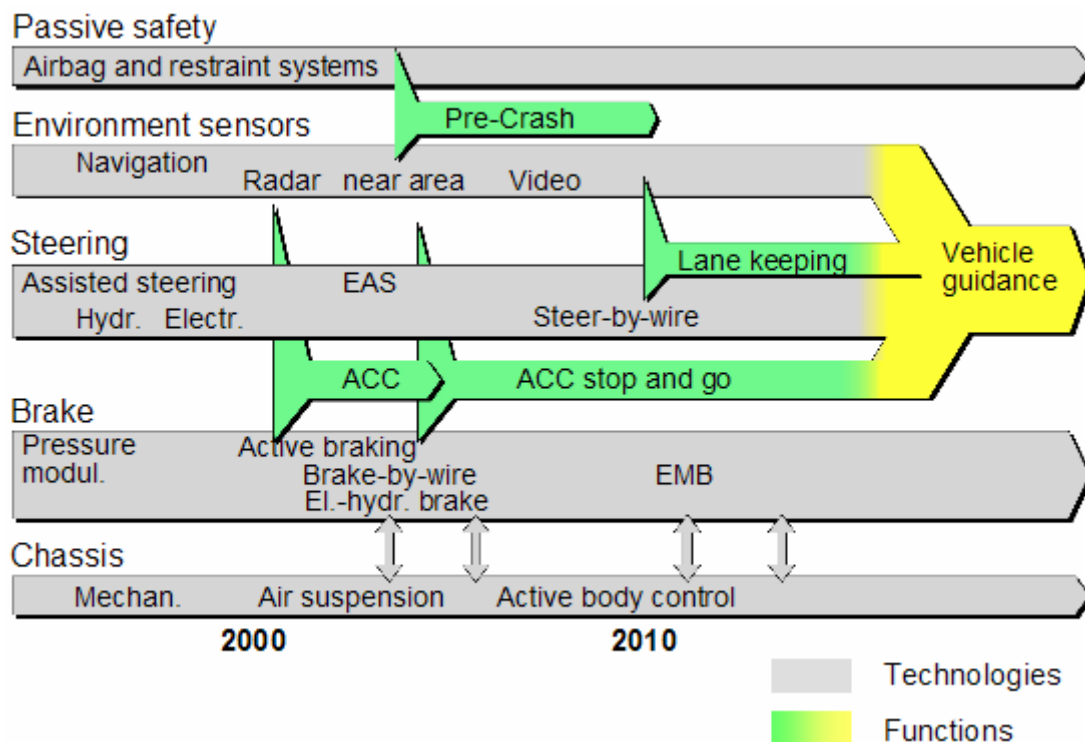 Passive safety
Airbag and restraint systems
Pre-Crash
Environment sensors
Navigation
Radar near area Video
Steering
Lane keeping
Vehicle
guidance
Assisted steering EAS
Hydr. Electr. Steer-by-wire
ACC ACC stop and go
Brake
Pressure
modul.
Active braking
Brake-by-wire
El.-hydr. brake
EMB
Chassis
Mechan. Air suspension Active body control
2000 2010
Technologies
Functions